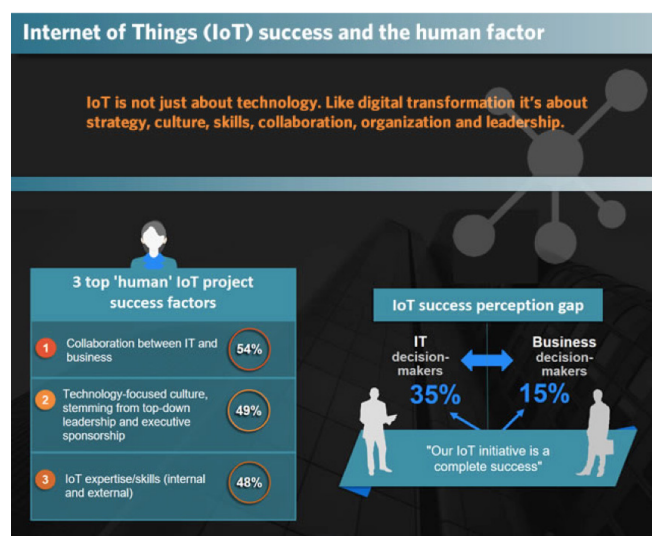 Internet of Things (IoT) success and the human factor
IoT is not just about technology. Like digital transformation it's about
strategy, culture, skills, collaboration, organization and leadership.
3 top 'human' IoT project
success factors
1 Collaboration between IT and
business 54%
2 Technology-focused culture,
stemming from top-down
leadership and executive
sponsorship 49%
3 IoT expertise/skills (internal
and external) 48%
IoT success perception gap
IT
decision-
makers
35%
Business
decision-
makers
15%
"Our IoT initiative is a
complete success"